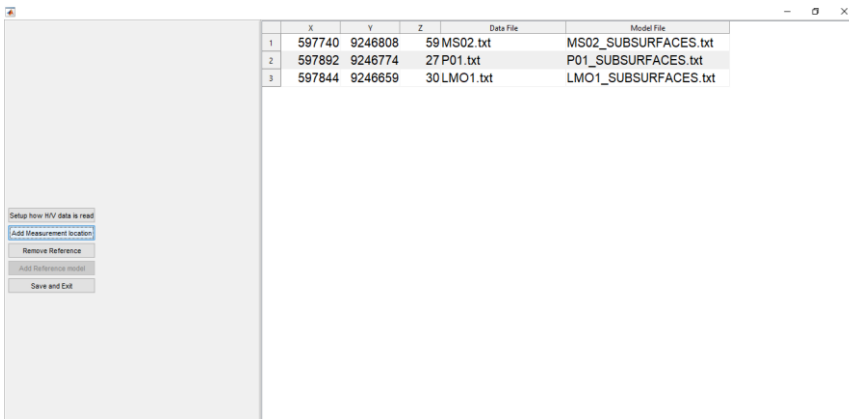 X Y Z Data File Model File
1 597740 9246808 59 MS02.txt MS02_SUBSURFACES.txt
2 597892 9246774 27 P01.txt P01_SUBSURFACES.txt
3 597844 9246659 30 LMO1.txt LMO1_SUBSURFACES.txt
Setup how H/V data is read
Add Measurement location
Remove Reference
Add Reference model
Save and Exit